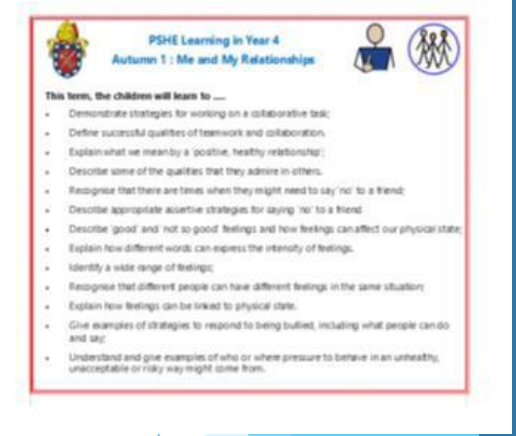 PSHE Learning in Year 4
Autumn 1 : Me and My Relationships
This term, the children will learn to ....
Demonstrate strategies for working on a collaborative task;
Define successful qualities of teamwork and collaboration.
Explain what we mean by a 'positive, healthy relationship';
Describe some of the qualities that they admire in others.
Recognise that there are times when they might need to say 'no' to a friend;
Describe appropriate assertive strategies for saying 'no' to a friend
Describe 'good' and 'not so good' feelings and how feelings can affect our physical state;
Explain how different words can express the intensity of feelings.
Identify a wide range of feelings;
Recognise that different people can have different feelings in the same situation;
Explain how feelings can be linked to physical state.
Give examples of strategies to respond to being bullied, including what people can do
and say;
Understand and give examples of who or where pressure to behave in an unhealthy,
unacceptable or risky way might come from.